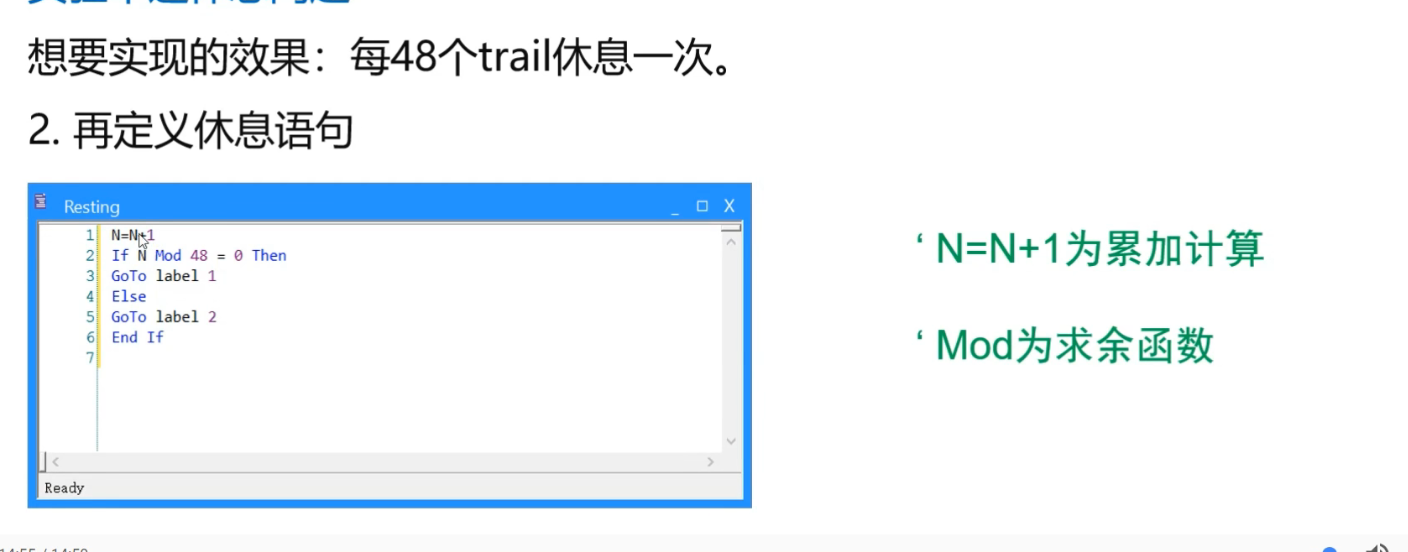 想要实现的效果：每48个trail休息一次。
2. 再定义休息语句
Resting
1 N=N+1
2 If N Mod 48 = 0 Then
3 GoTo label 1
4 Else
5 GoTo label 2
6 End If
7
‘ N=N+1为累加计算
‘ Mod为求余函数
Ready